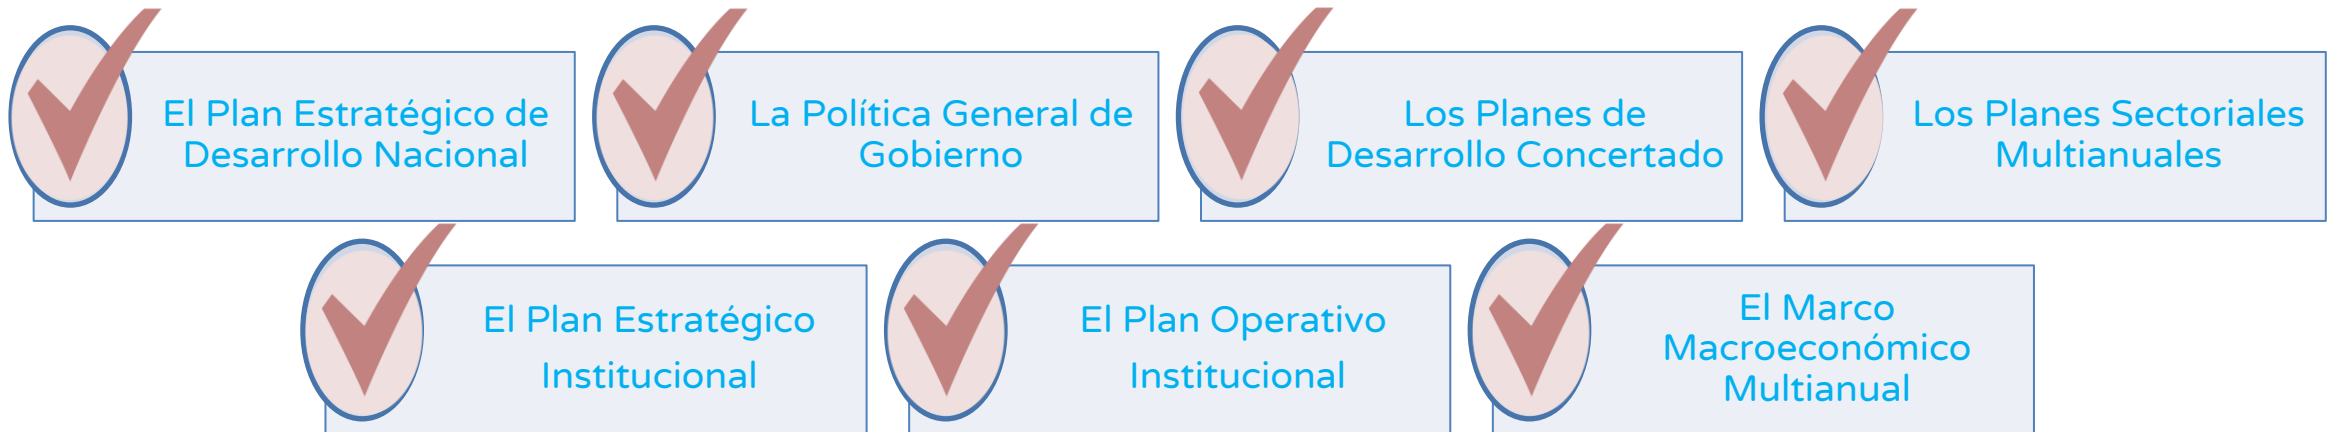 El Plan Estratégico de
Desarrollo Nacional
La Política General de
Gobierno
Los Planes de
Desarrollo Concertado
Los Planes Sectoriales
Multianuales
El Plan Estratégico
Institucional
El Plan Operativo
Institucional
El Marco
Macroeconómico
Multianual